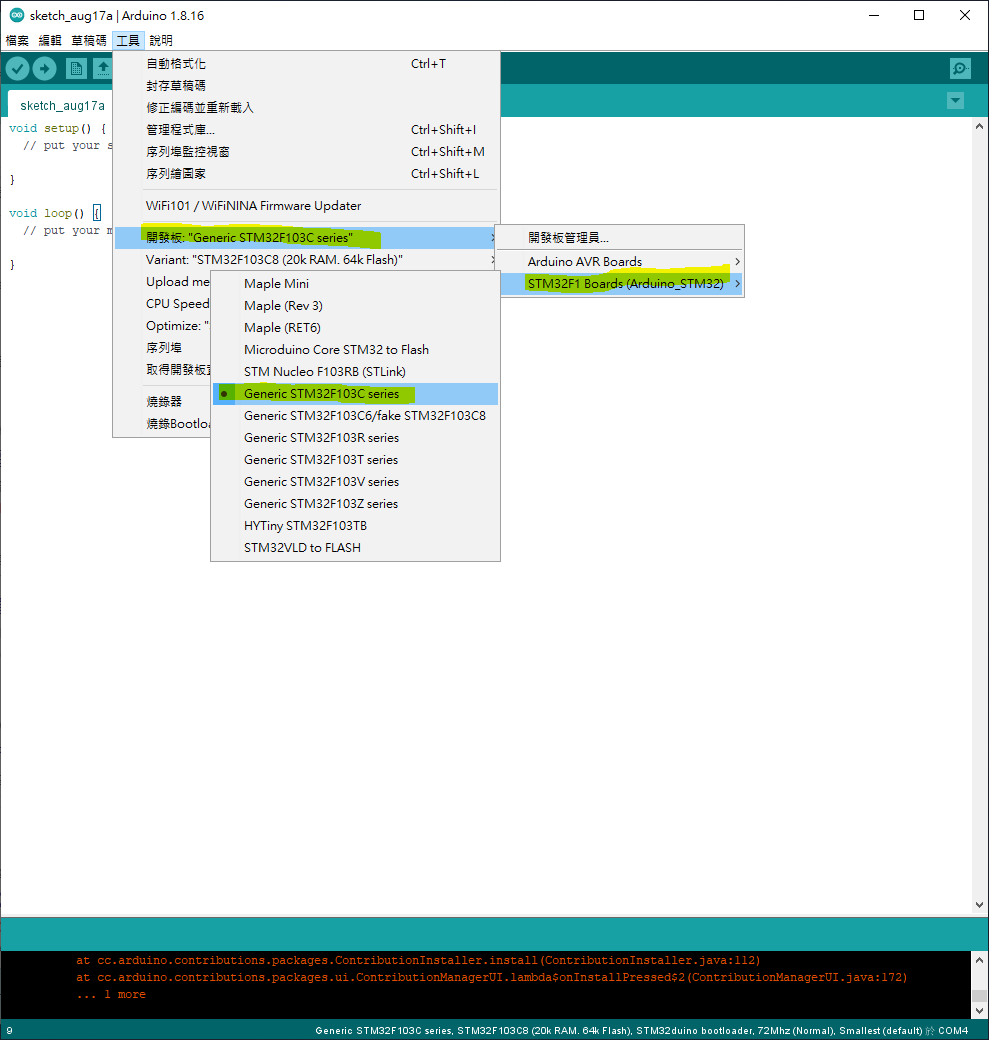 sketch_aug17a | Arduino 1.8.16
檔案 編輯 草稿碼 工具 說明
sketch_aug17a
void setup() {
// put your s
}
void loop() {
// put your m
}
自動格式化 Ctrl+T
封存草稿碼
修正編碼並重新載入
管理程式庫... Ctrl+Shift+I
序列埠監控視窗 Ctrl+Shift+M
序列繪圖家 Ctrl+Shift+L
WiFi101 / WiFiNINA Firmware Updater
開發板: "Generic STM32F103C series"
Variant: "STM32F103C8 (20k RAM. 64k Flash)"
Upload me
CPU Speed
Optimize: "
序列埠
取得開發板
燒錄器
燒錄Bootloa
開發板管理員...
Arduino AVR Boards
STM32F1 Boards (Arduino_STM32)
Maple Mini
Maple (Rev 3)
Maple (RET6)
Microduino Core STM32 to Flash
STM Nucleo F103RB (STLink)
Generic STM32F103C series
Generic STM32F103C6/fake STM32F103C8
Generic STM32F103R series
Generic STM32F103T series
Generic STM32F103V series
Generic STM32F103Z series
HYTiny STM32F103TB
STM32VLD to FLASH
at cc.arduino.contributions.packages.ContributionInstaller.install(ContributionInstaller.java:112)
at cc.arduino.contributions.packages.ui.ContributionManagerUI.lambda$onInstallPressed$2(ContributionManagerUI.java:172)
... 1 more
9 Generic STM32F103C series, STM32F103C8 (20k RAM. 64k Flash), STM32duino bootloader, 72Mhz (Normal), Smallest (default) 於 COM4